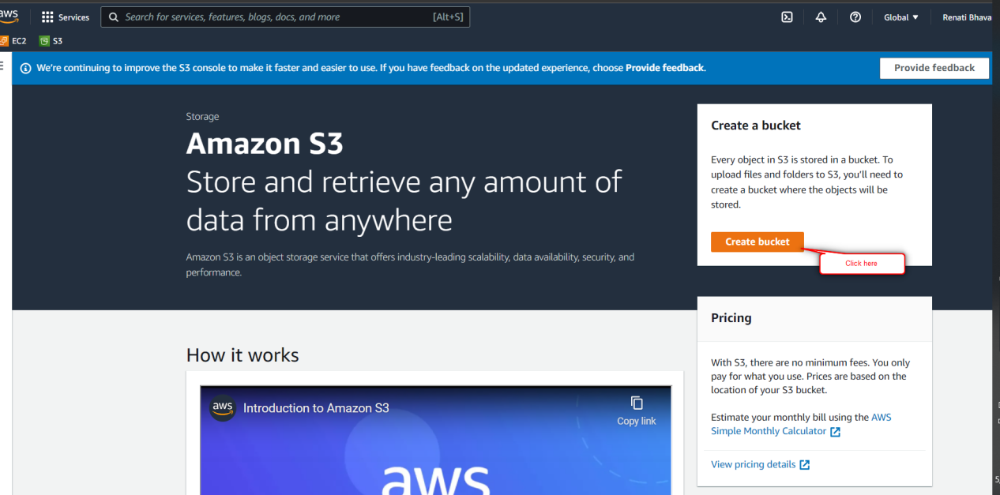 aws
Services
Search for services, features, blogs, docs, and more
[Alt+S]
Global
Renati Bhava
EC2
S3
We're continuing to improve the S3 console to make it faster and easier to use. If you have feedback on the updated experience, choose Provide feedback.
Provide feedback
Storage
Amazon S3
Store and retrieve any amount of
data from anywhere
Amazon S3 is an object storage service that offers industry-leading scalability, data availability, security, and
performance.
Create a bucket
Every object in S3 is stored in a bucket. To
upload files and folders to S3, you'll need to
create a bucket where the objects will be
stored.
Create bucket
Click here
Pricing
With S3, there are no minimum fees. You only
pay for what you use. Prices are based on the
location of your S3 bucket.
Estimate your monthly bill using the AWS
Simple Monthly Calculator
View pricing details
How it works
aws
Introduction to Amazon S3
Copy link
aws